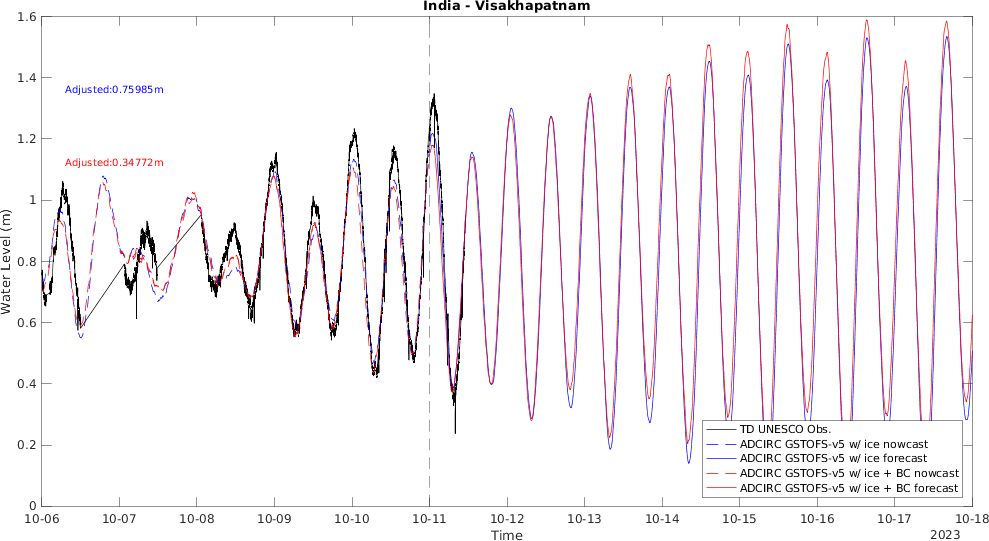 India - Visakhapatnam
1.6
1.4
1.2
1
0.8
0.6
0.4
0.2
0
Water Level (m)
Adjusted:0.75985m
Adjusted:0.34772m
TD UNESCO Obs.
ADCIRC GSTOFS-v5 w/ ice nowcast
ADCIRC GSTOFS-v5 w/ ice forecast
ADCIRC GSTOFS-v5 w/ ice + BC nowcast
ADCIRC GSTOFS-v5 w/ ice + BC forecast
10-06 10-07 10-08 10-09 10-10 10-11 10-12 10-13 10-14 10-15 10-16 10-17 10-18
Time
2023